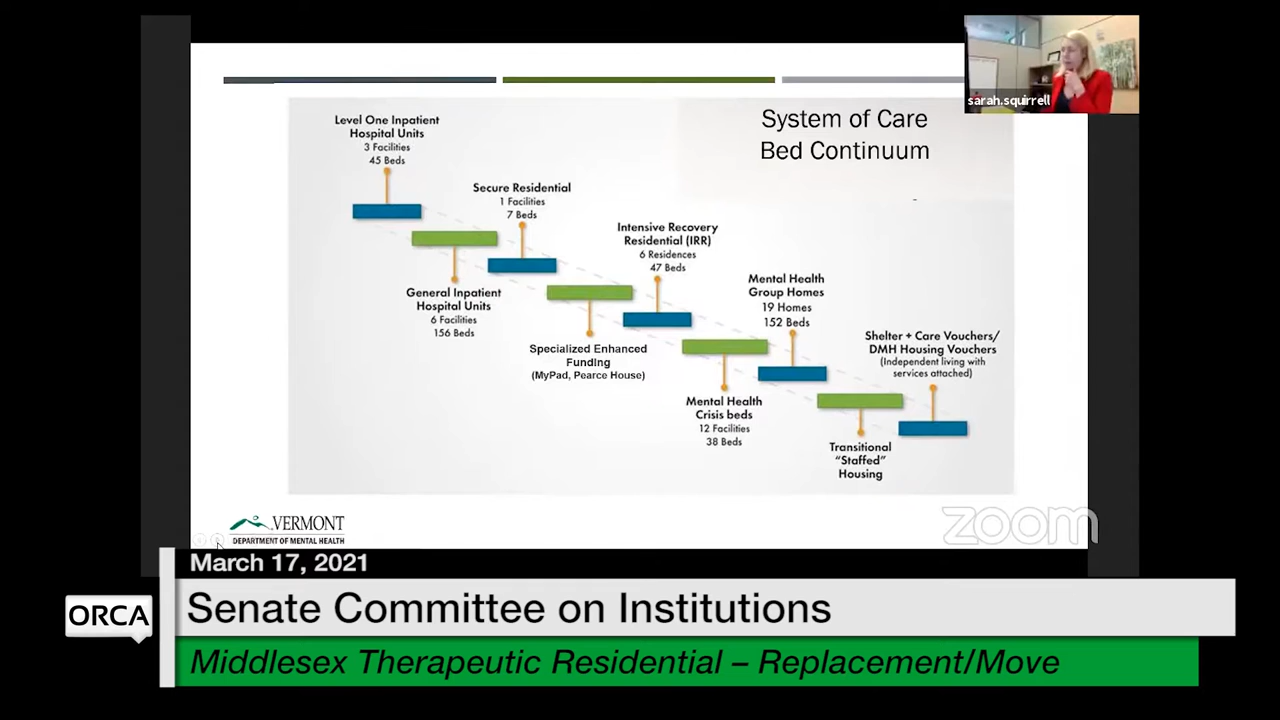 sarah.squirrell
System of Care
Bed Continuum
Level One Inpatient
Hospital Units
3 Facilities
45 Beds
Secure Residential
1 Facilities
7 Beds
Intensive Recovery
Residential (IRR)
6 Residences
47 Beds
Mental Health
Group Homes
19 Homes
152 Beds
Shelter + Care Vouchers/
DMH Housing Vouchers
(Independent living with
services attached)
General Inpatient
Hospital Units
6 Facilities
156 Beds
Specialized Enhanced
Funding
(MyPad, Pearce House)
Mental Health
Crisis beds
12 Facilities
38 Beds
Transitional
“Staffed”
Housing
VERMONT
DEPARTMENT OF MENTAL HEALTH
zoom
March 17, 2021
ORCA
Senate Committee on Institutions
Middlesex Therapeutic Residential – Replacement/Move